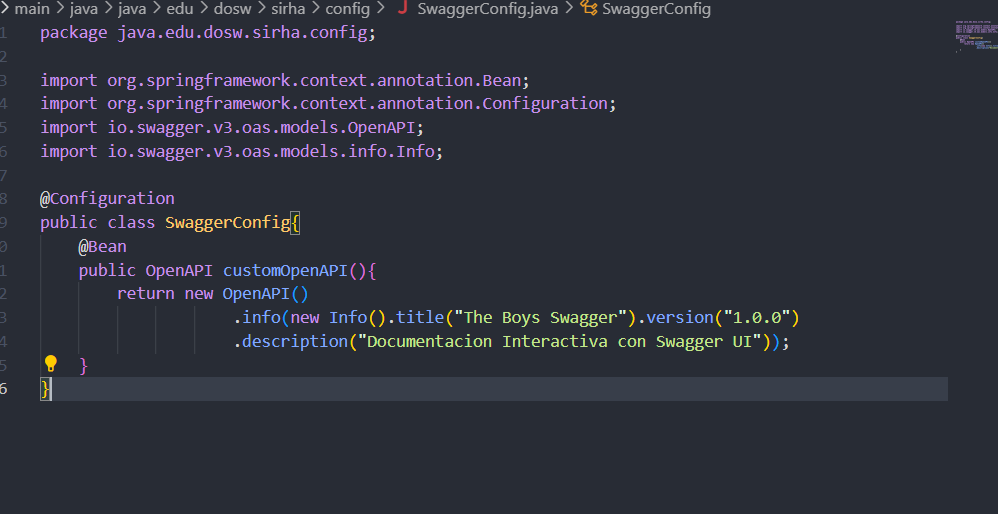 main > java > java > edu > dosw > sirha > config > J SwaggerConfig.java > SwaggerConfig
1 package java.edu.dosw.sirha.config;
2
3 import org.springframework.context.annotation.Bean;
4 import org.springframework.context.annotation.Configuration;
5 import io.swagger.v3.oas.models.OpenAPI;
6 import io.swagger.v3.oas.models.info.Info;
7
8 @Configuration
9 public class SwaggerConfig{
0 @Bean
1 public OpenAPI customOpenAPI(){
2 return new OpenAPI()
3 .info(new Info().title("The Boys Swagger").version("1.0.0")
4 .description("Documentacion Interactiva con Swagger UI"));
5 }
6 }